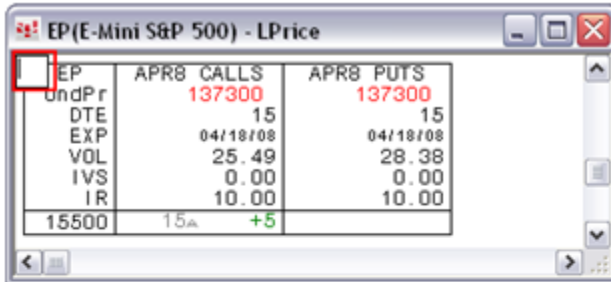 EP(E-Mini S&P 500) - LPrice
EP APR8 CALLS APR8 PUTS
UndPr 137300 137300
DTE 15 15
EXP 04/18/08 04/18/08
VOL 25.49 28.38
IVS 0.00 0.00
IR 10.00 10.00
15500 15A +5